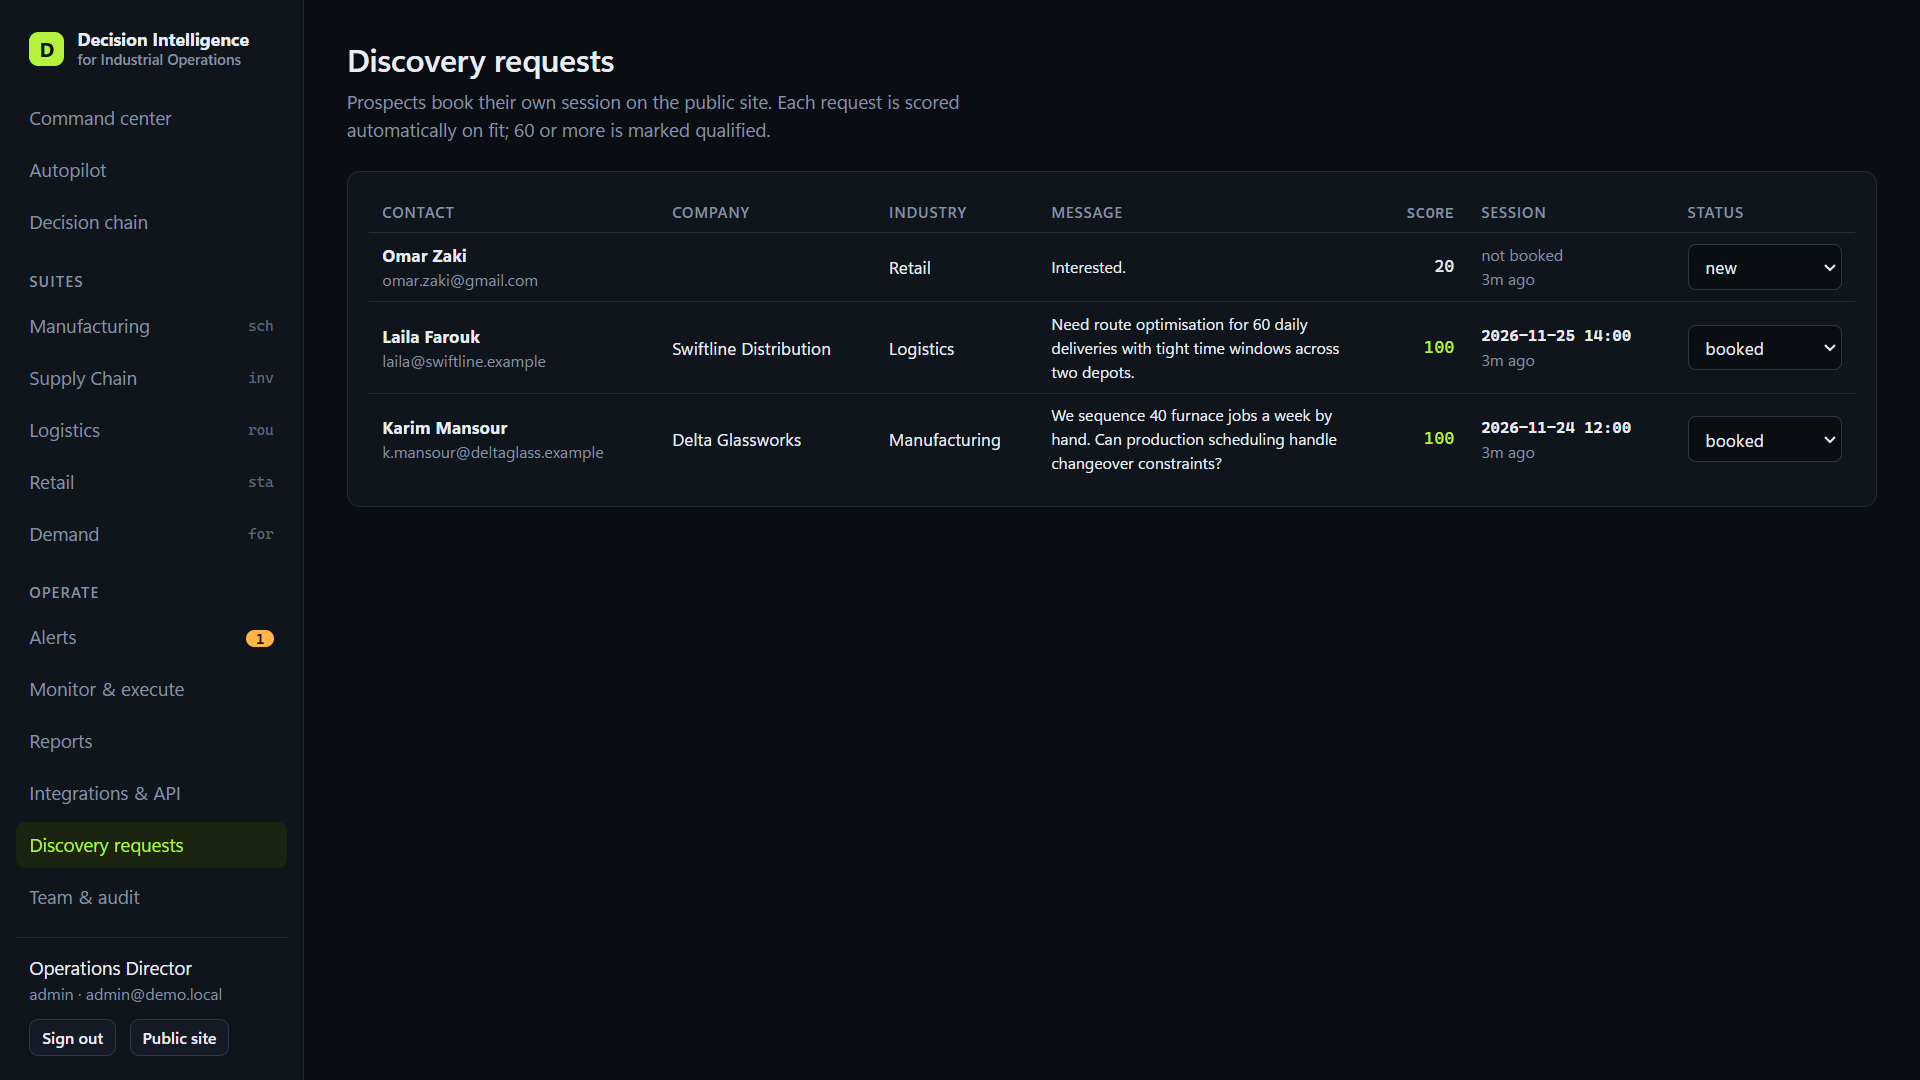 D
Decision Intelligence
for Industrial Operations
Command center
Autopilot
Decision chain
SUITES
Manufacturing sch
Supply Chain inv
Logistics rou
Retail sta
Demand for
OPERATE
Alerts 1
Monitor & execute
Reports
Integrations & API
Discovery requests
Team & audit
Operations Director
admin · admin@demo.local
Sign out Public site
Discovery requests
Prospects book their own session on the public site. Each request is scored
automatically on fit; 60 or more is marked qualified.
CONTACT COMPANY INDUSTRY MESSAGE SCORE SESSION STATUS
Omar Zaki
omar.zaki@gmail.com
Retail
Interested.
20
not booked
3m ago
new
Laila Farouk
laila@swiftline.example
Swiftline Distribution
Logistics
Need route optimisation for 60 daily
deliveries with tight time windows across
two depots.
100
2026-11-25 14:00
3m ago
booked
Karim Mansour
k.mansour@deltaglass.example
Delta Glassworks
Manufacturing
We sequence 40 furnace jobs a week by
hand. Can production scheduling handle
changeover constraints?
100
2026-11-24 12:00
3m ago
booked